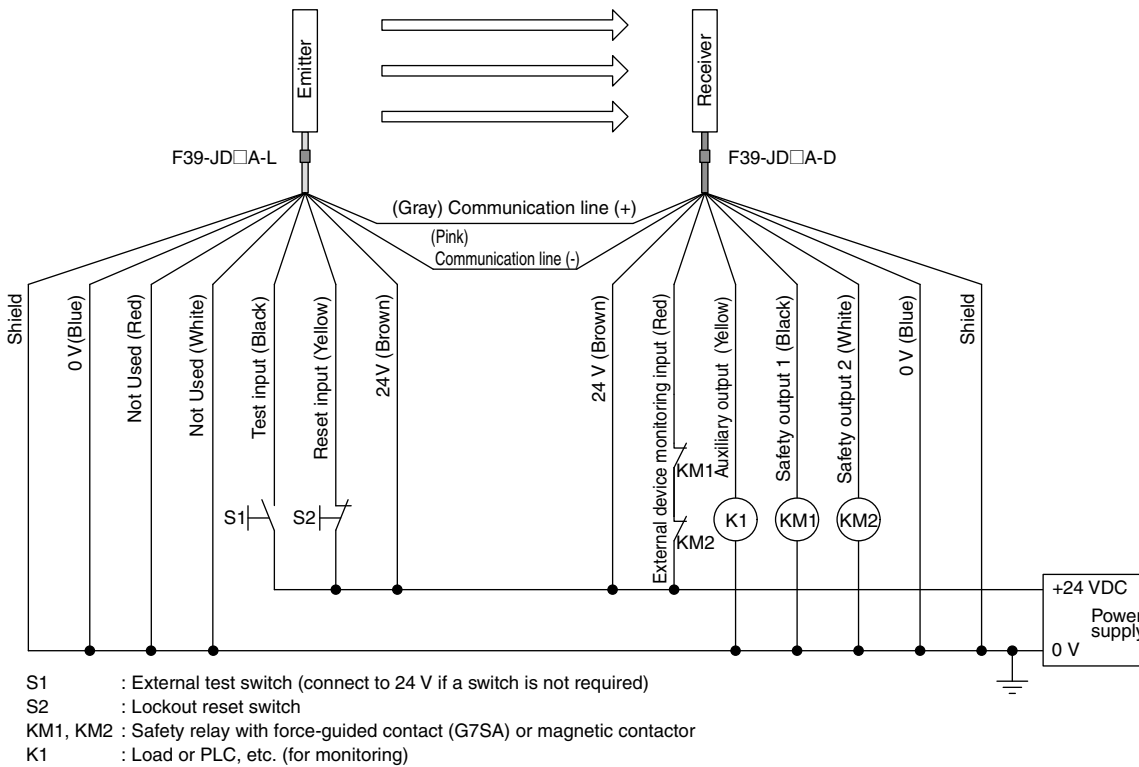 Emitter
Receiver
F39-JD□A-L
F39-JD□A-D
(Gray) Communication line (+)
(Pink)
Communication line (-)
Shield
0 V(Blue)
Not Used (Red)
Not Used (White)
Test input (Black)
Reset input (Yellow)
24V (Brown)
24 V (Brown)
External device monitoring input (Red)
Auxiliary output (Yellow)
Safety output 1 (Black)
Safety output 2 (White)
0 V (Blue)
Shield
KM1
S1
S2
K1
KM1
KM2
KM2
+24 VDC
Power
supply
0 V
S1 : External test switch (connect to 24 V if a switch is not required)
S2 : Lockout reset switch
KM1, KM2 : Safety relay with force-guided contact (G7SA) or magnetic contactor
K1 : Load or PLC, etc. (for monitoring)